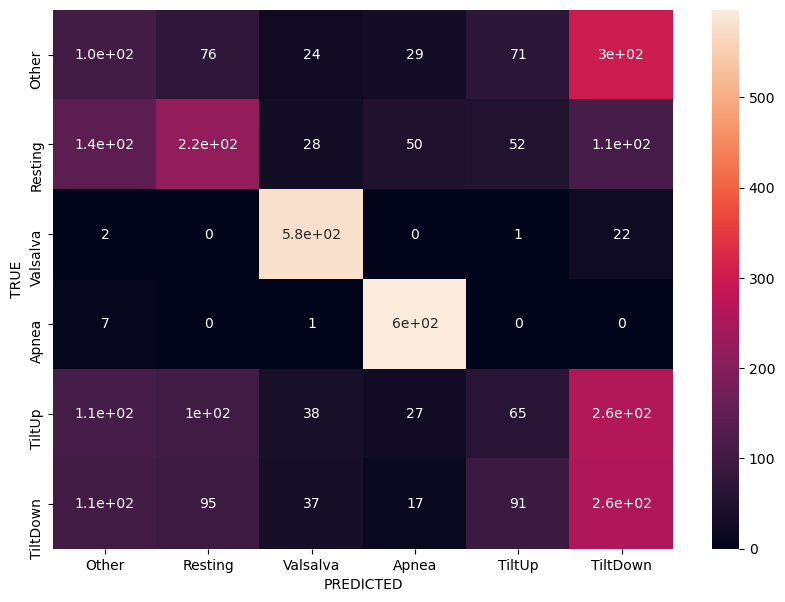 Other 1.0e+02 76 24 29 71 3e+02
Resting 1.4e+02 2.2e+02 28 50 52 1.1e+02
Valsalva 2 0 5.8e+02 0 1 22
Apnea 7 0 1 6e+02 0 0
TiltUp 1.1e+02 1e+02 38 27 65 2.6e+02
TiltDown 1.1e+02 95 37 17 91 2.6e+02
Other Resting Valsalva Apnea TiltUp TiltDown
PREDICTED
TRUE
500
400
300
200
100
0